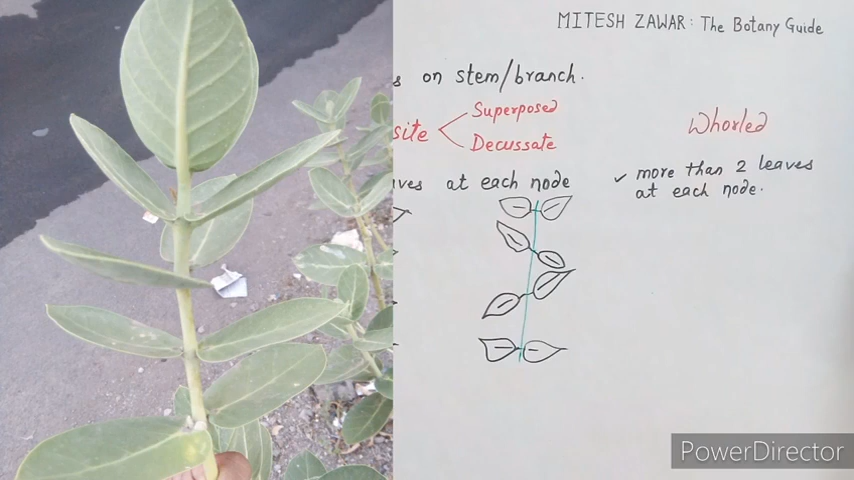 MITESH ZAWAR: The Botany Guide
s on stem/branch.
site
Superposed
Decussate
Whorled
ves at each node
✓ more than 2 leaves
at each node.
PowerDirector